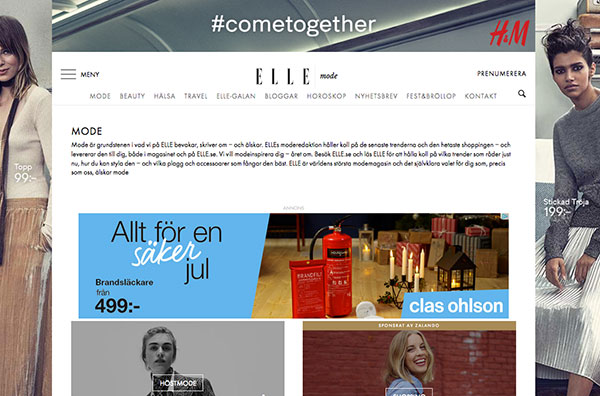 #cometogether
H&M
MENY
ELLE mode
PRENUMERERA
MODE BEAUTY HÄLSA TRAVEL ELLE-GALAN BLOGGAR HOROSKOP NYHETSBREV FEST&BRÖLLOP KONTAKT
MODE
Mode är grundstenen i vad vi på ELLE bevakar, skriver om – och älskar. ELLEs moderedaktion håller koll på de senaste trenderna och den hetaste shoppingen – och
levererar den till dig, både i magasinet och på ELLE.se. Vi vill modeinspirera dig – året om. Besök ELLE.se och läs ELLE för att hålla koll på vilka trender som råder just
nu, hur du kan styla den – och vilka plagg och accessoarer som fångar den bäst. ELLE är världens största modemagasin och det självklara valet för dig som, precis
som oss, älskar mode
Topp
99:-
Stickad Tröja
199:-
ANNONS
Allt för en
säker
jul
Brandsläckare
från
499:-
BRANDFILT
clas ohlson
SPONSRAT AV ZALANDO
HÖSTMODE
SHOPPING